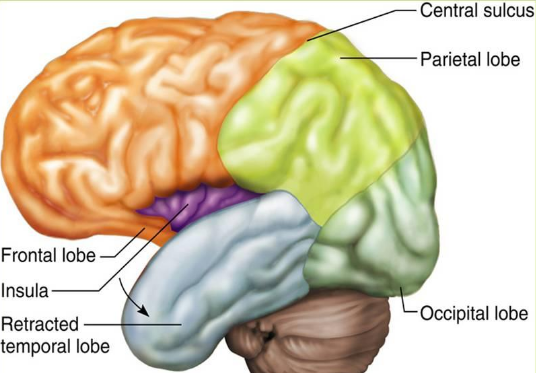 Central sulcus
Parietal lobe
Frontal lobe
Insula
Retracted
temporal lobe
Occipital lobe